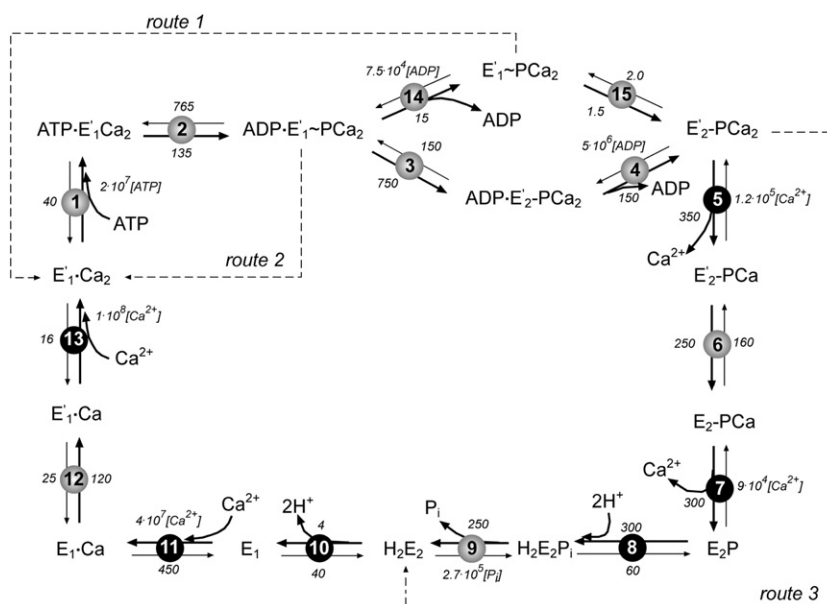 route 1
7.5·10⁴[ADP]
E'₁~PCa₂
2.0
14
15
15
ADP
1.5
765
ATP·E'₁Ca₂
2
ADP·E'₁~PCa₂
135
E'₂-PCa₂
150
3
750
5·10⁶[ADP]
4
ADP
150
ADP·E'₂-PCa₂
40
1
2·10⁷[ATP]
ATP
5
1.2·10⁵[Ca²⁺]
350
Ca²⁺
route 2
E'₁·Ca₂
E'₂-PCa
1·10⁸[Ca²⁺]
16
13
Ca²⁺
250
6
160
E'₁·Ca
E₂-PCa
25
12
120
Ca²⁺
7
9·10⁴[Ca²⁺]
300
4·10⁷[Ca²⁺]
Ca²⁺
2H⁺
4
Pᵢ
250
2H⁺
300
E₁·Ca
11
E₁
10
H₂E₂
9
H₂E₂Pᵢ
8
E₂P
450
40
2.7·10⁵[Pᵢ]
60
route 3